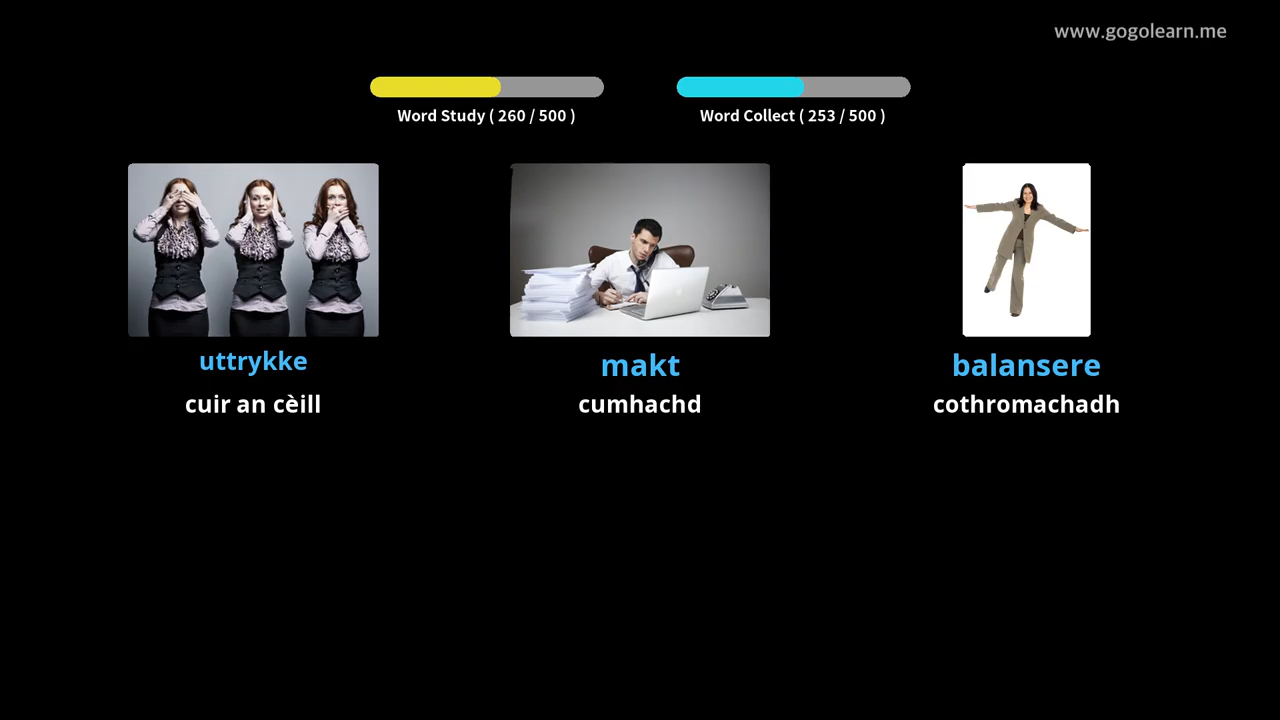 www.gogolearn.me
Word Study ( 260 / 500 )
Word Collect ( 253 / 500 )
uttrykke
cuir an cèill
makt
cumhachd
balansere
cothromachadh